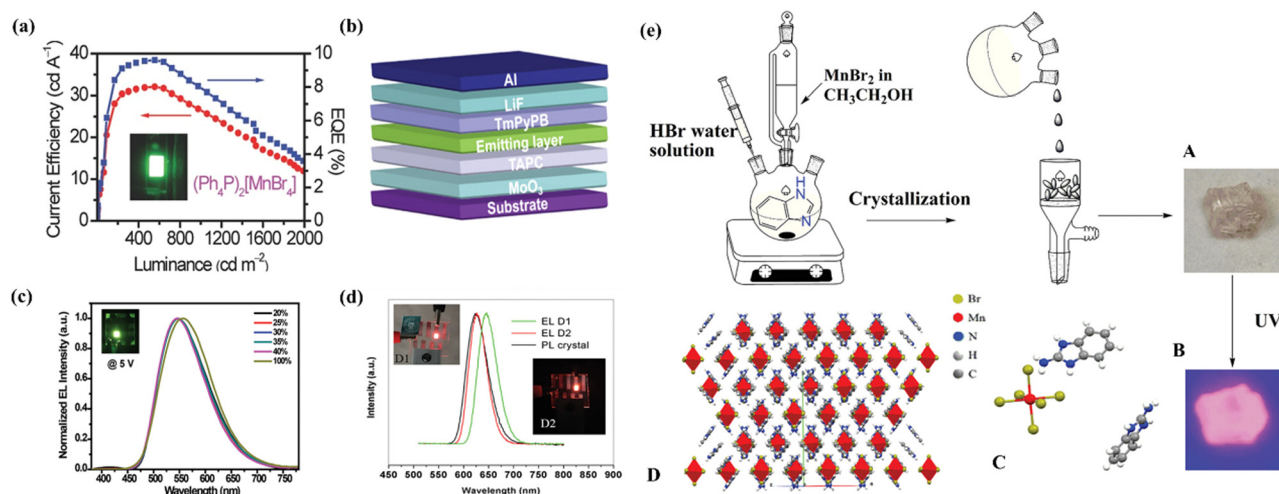 (a)
Current Efficiency (cd A⁻¹)
40
35
30
25
20
15
10
5
0
10
8
6
4
2
0
EQE (%)
(Ph₄P)₂[MnBr₄]
400 800 1200 1600 2000
Luminance (cd m⁻²)
(b)
Al
LiF
TmPyPB
Emitting layer
TAPC
MoO₃
Substrate
(c)
Normalized EL Intensity (a.u.)
1.0
0.8
0.6
0.4
0.2
0.0
@ 5 V
20%
25%
30%
35%
40%
100%
400 450 500 550 600 650 700 750
Wavelength (nm)
(d)
Intensity (a.u.)
D1
EL D1
EL D2
PL crystal
D2
450 500 550 600 650 700 750 800 850 900
Wavelength (nm)
(e)
MnBr₂ in
CH₃CH₂OH
HBr water
solution
H
N
N
Crystallization
A
UV
B
Br
Mn
N
H
C
C
D